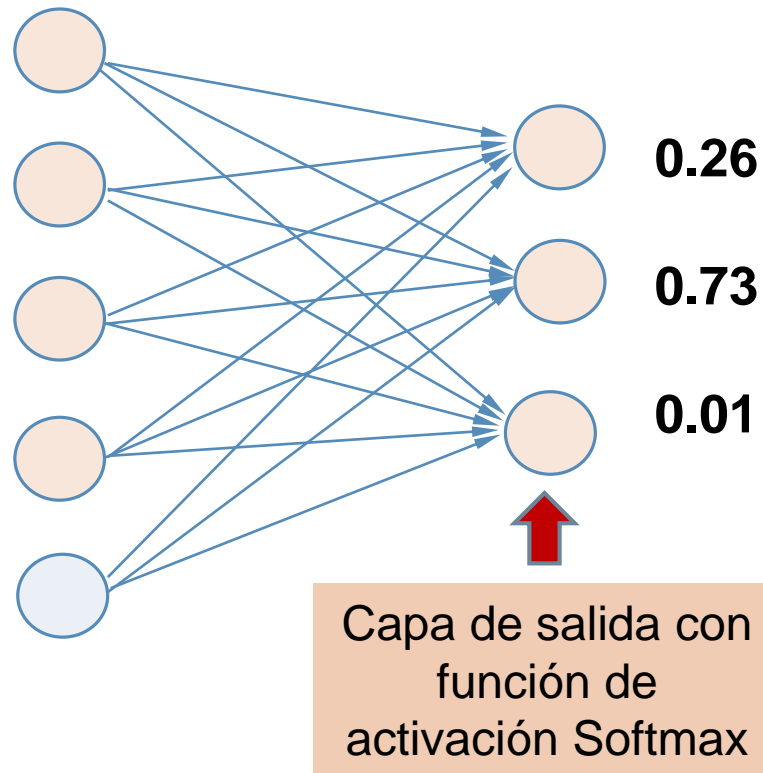 0.26
0.73
0.01
Capa de salida con
función de
activación Softmax